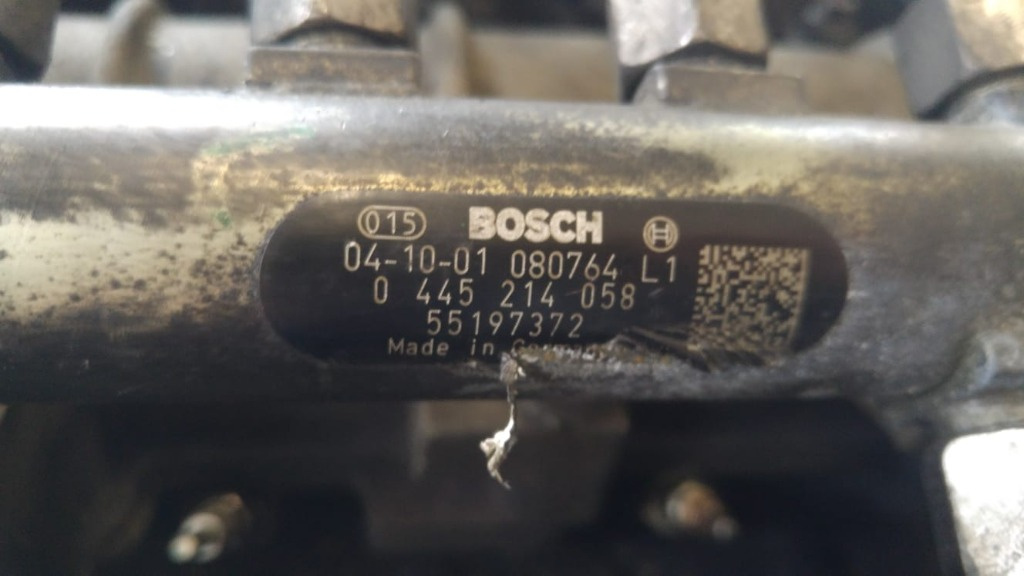 015 BOSCH
04-10-01 080764 L1
0 445 214 058
55197372
Made in